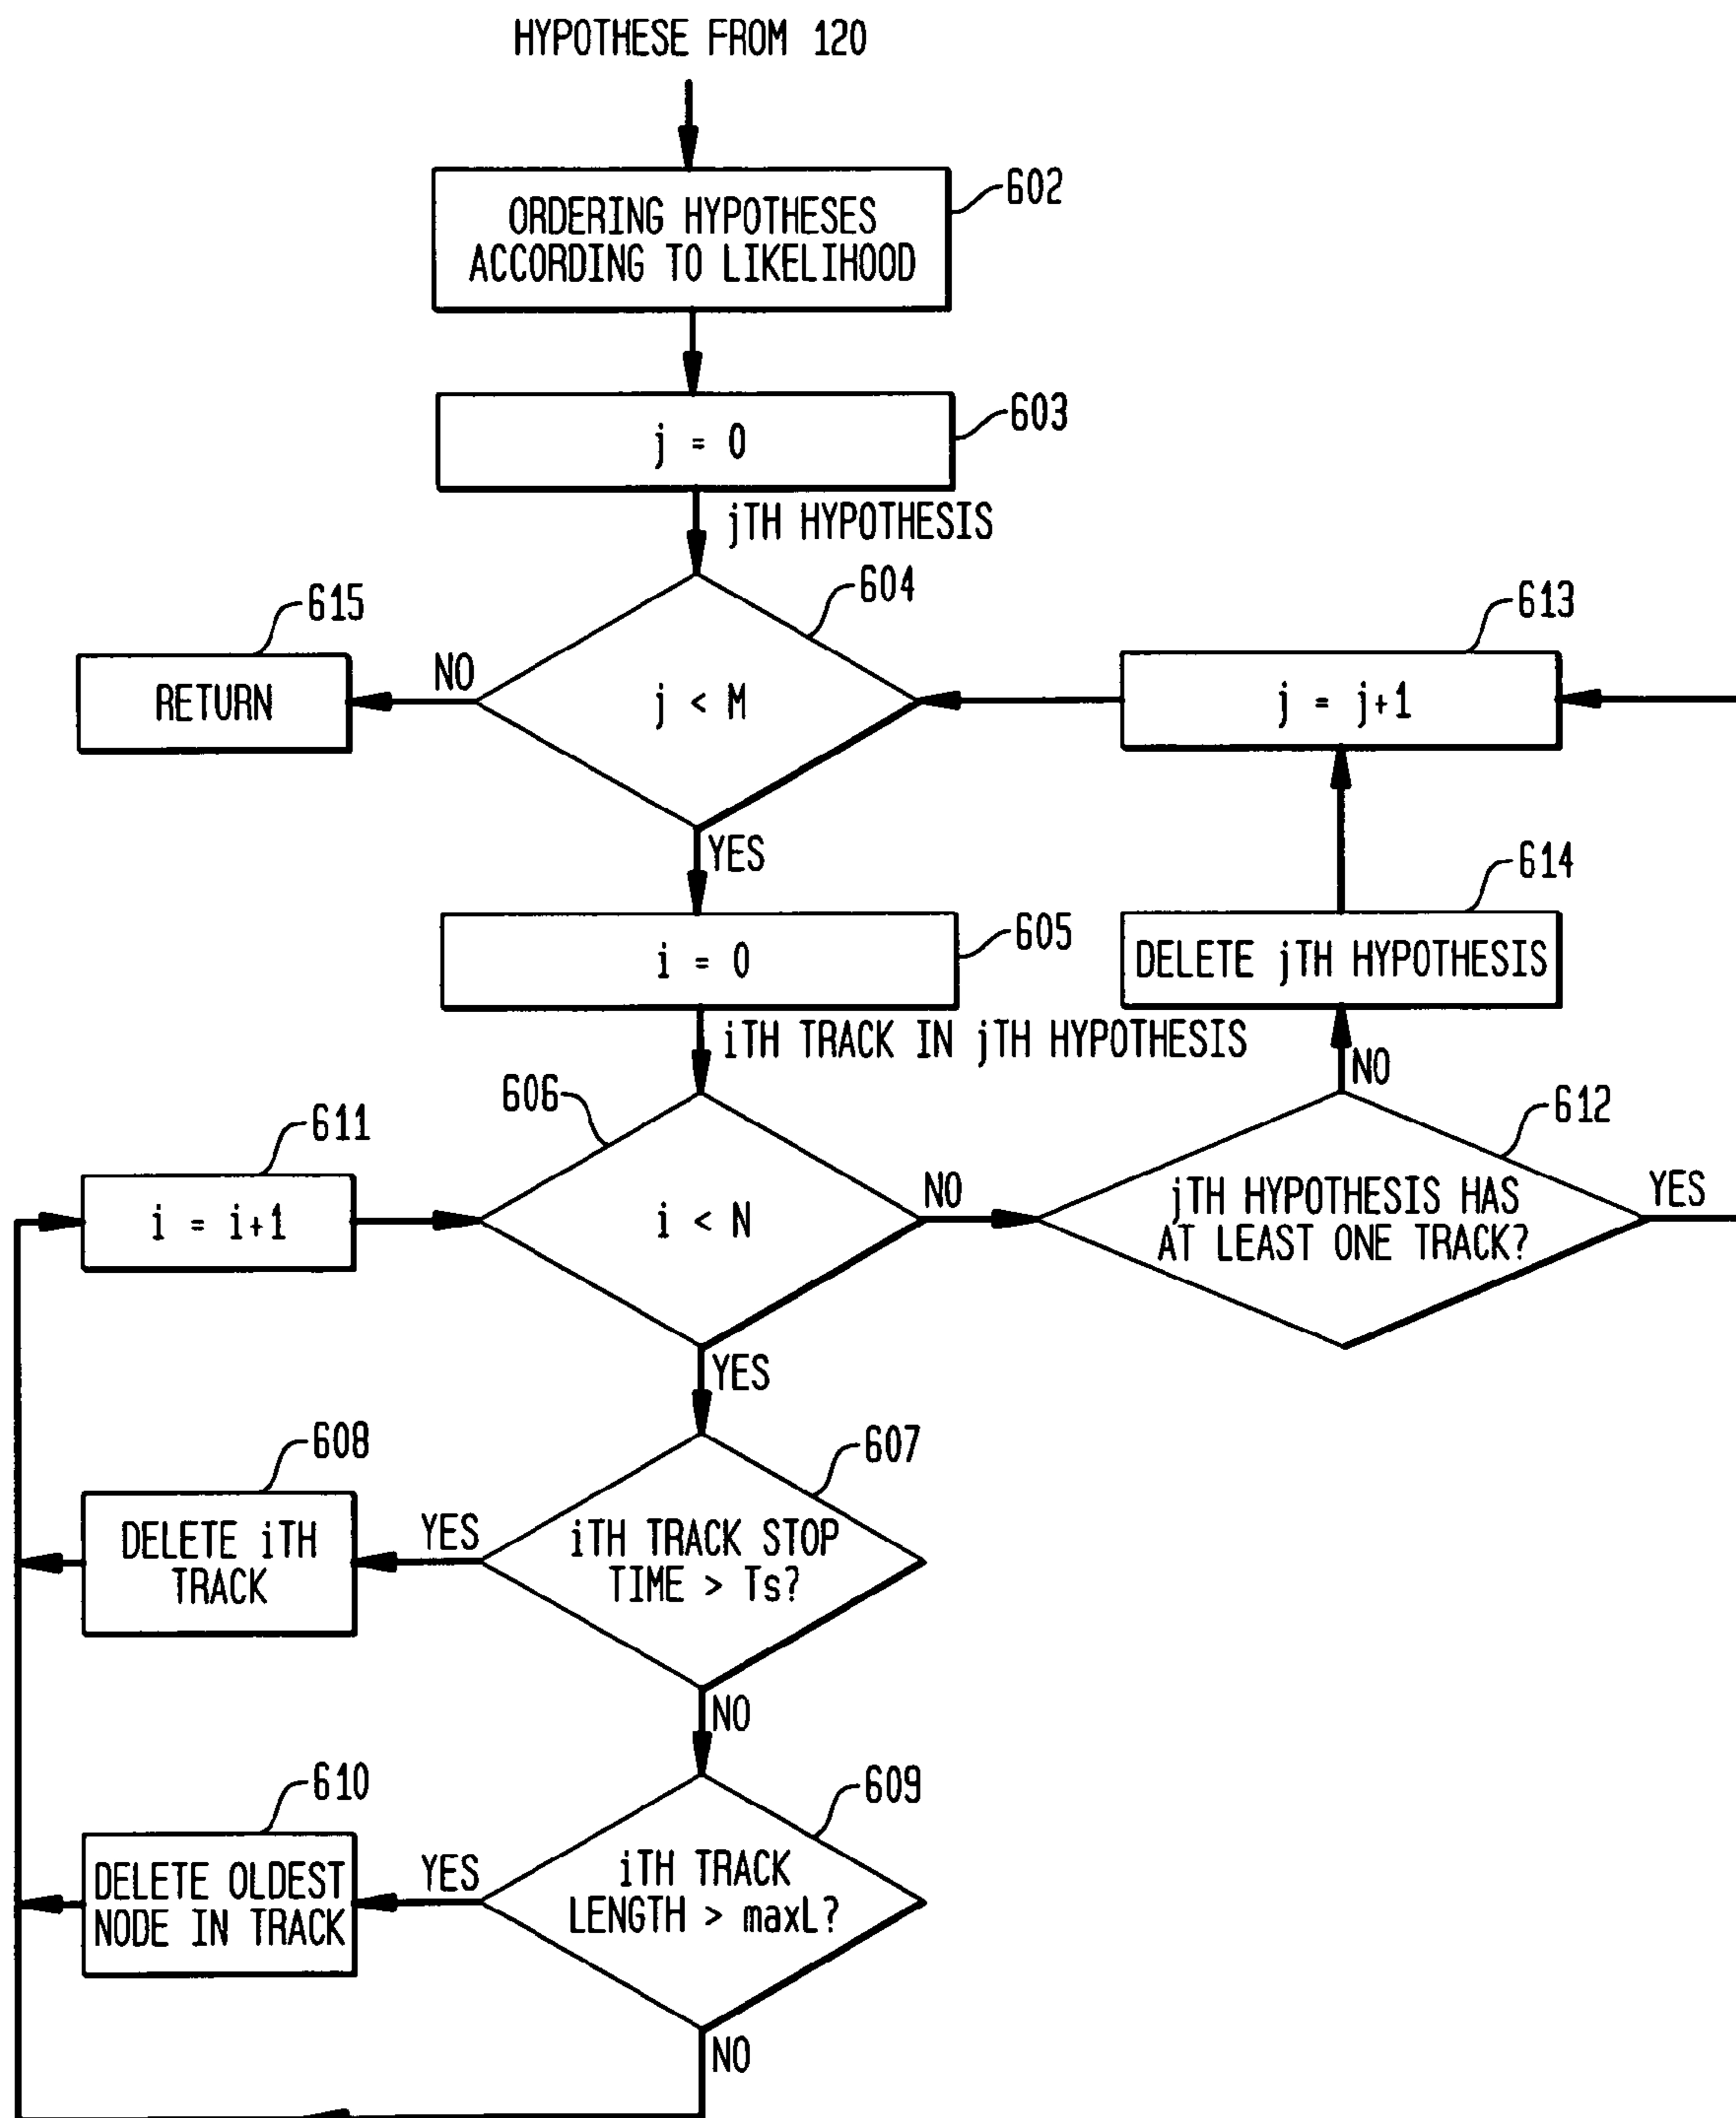 HYPOTHESE FROM 120
602
ORDERING HYPOTHESES
ACCORDING TO LIKELIHOOD
603
j = 0
jTH HYPOTHESIS
604
615
613
RETURN
NO
j < M
j = j+1
YES
614
605
i = 0
DELETE jTH HYPOTHESIS
iTH TRACK IN jTH HYPOTHESIS
NO
606
611
612
i = i+1
i < N
NO
jTH HYPOTHESIS HAS
AT LEAST ONE TRACK?
YES
YES
608
607
DELETE iTH
TRACK
YES
iTH TRACK STOP
TIME > Ts?
NO
610
609
DELETE OLDEST
NODE IN TRACK
YES
iTH TRACK
LENGTH > maxL?
NO